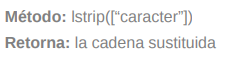 Método: lstrip([“caracter”])
Retorna: la cadena sustituida